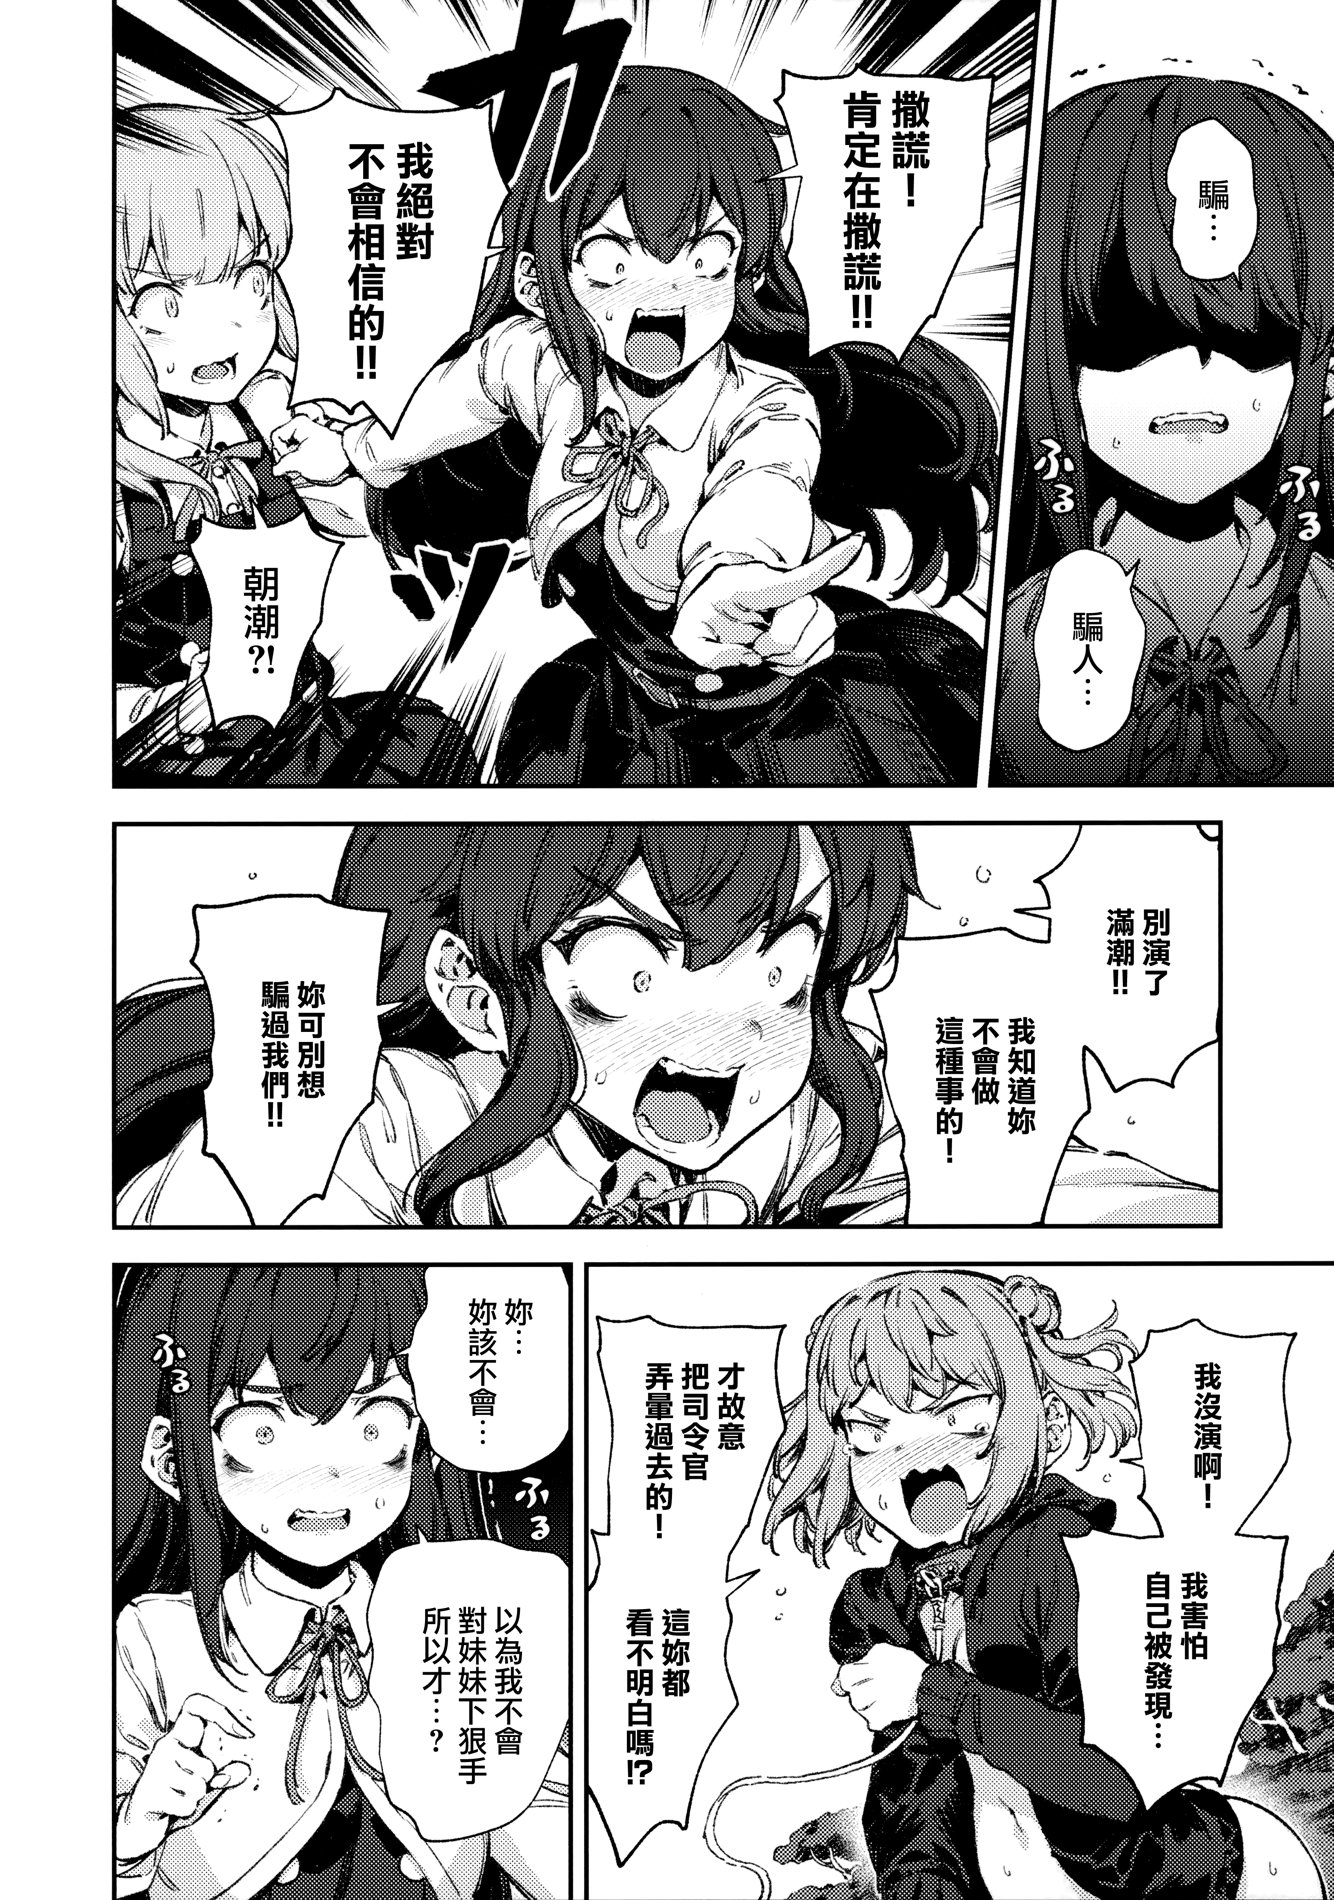 騙…
騙人…
ふる
ふる
撒謊！
肯定在撒謊!!
我絕對
不會相信的!!
朝潮?!
カ
ッ
別演了
滿潮!!
我知道妳
不會做
這種事的！
妳可別想
騙過我們!!
我沒演啊！
我害怕
自己被發現…
才故意
把司令官
弄暈過去的！
這妳都
看不明白嗎!?
妳…
妳該不會…
ふる
ふる
以為我不會
對妹妹下狠手
所以才…?